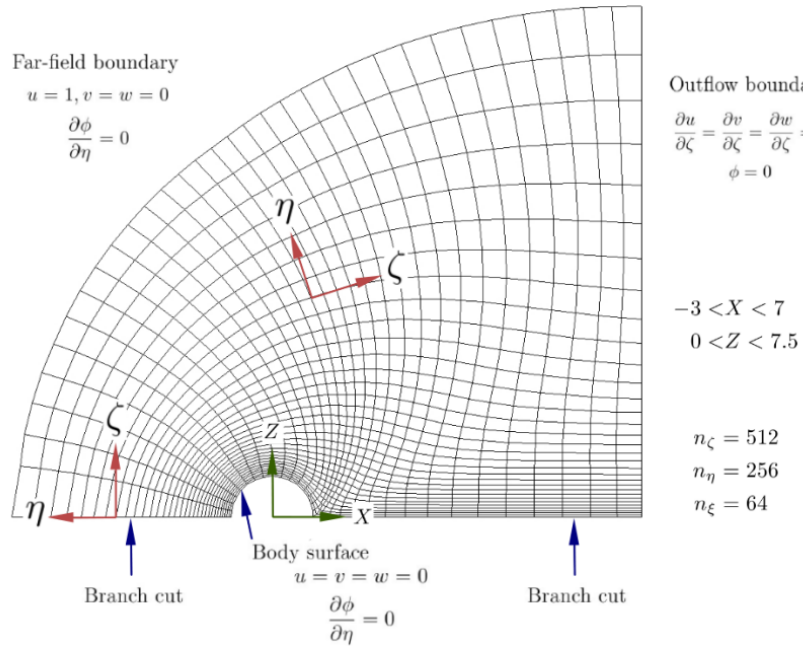 Far-field boundary
u = 1, v = w = 0
∂ϕ/∂η = 0
Outflow bounda
∂u/∂ζ = ∂v/∂ζ = ∂w/∂ζ =
ϕ = 0
η
ζ
−3 <X < 7
0 <Z < 7.5
ζ
Z
η
X
n_ζ = 512
n_η = 256
n_ξ = 64
Body surface
u = v = w = 0
∂ϕ/∂η = 0
Branch cut
Branch cut